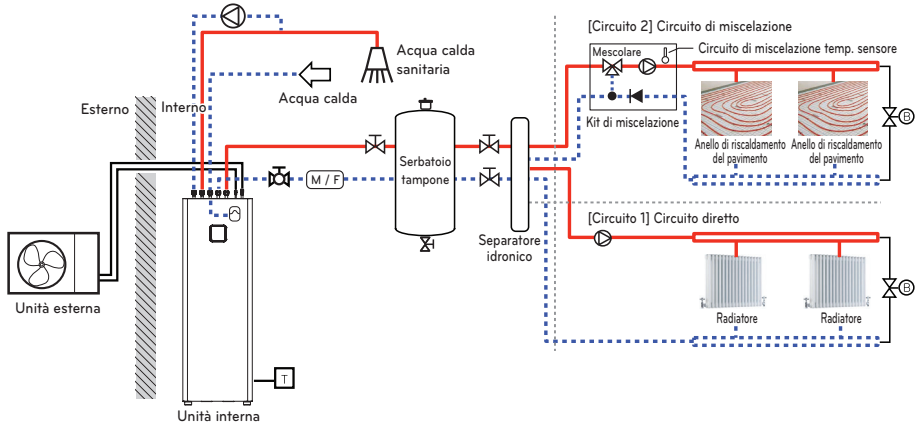 [Circuito 2] Circuito di miscelazione
Mescolare
Circuito di miscelazione temp. sensore
Acqua calda
sanitaria
Acqua calda
Esterno
Interno
Kit di miscelazione
Anello di riscaldamento
del pavimento
Anello di riscaldamento
del pavimento
B
Serbatoio
tampone
M / F
Separatore
idronico
[Circuito 1] Circuito diretto
B
Radiatore
Radiatore
Unità esterna
T
Unità interna